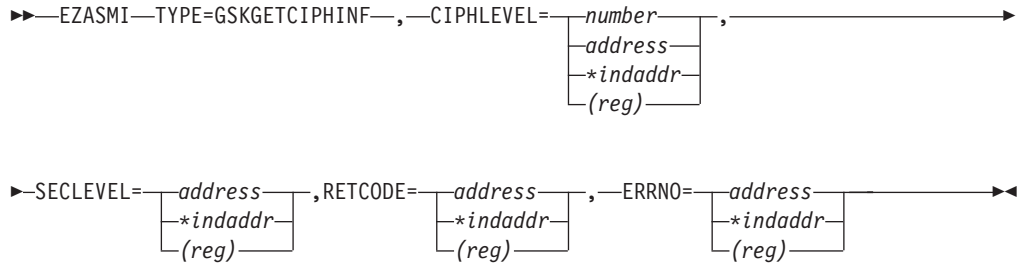 EZASMI TYPE=GSKGETCIPHINF , CIPHLEVEL= number ,
address
*indaddr
(reg)
SECLEVEL= address ,RETCODE= address , ERRNO= address
*indaddr *indaddr *indaddr
(reg) (reg) (reg)